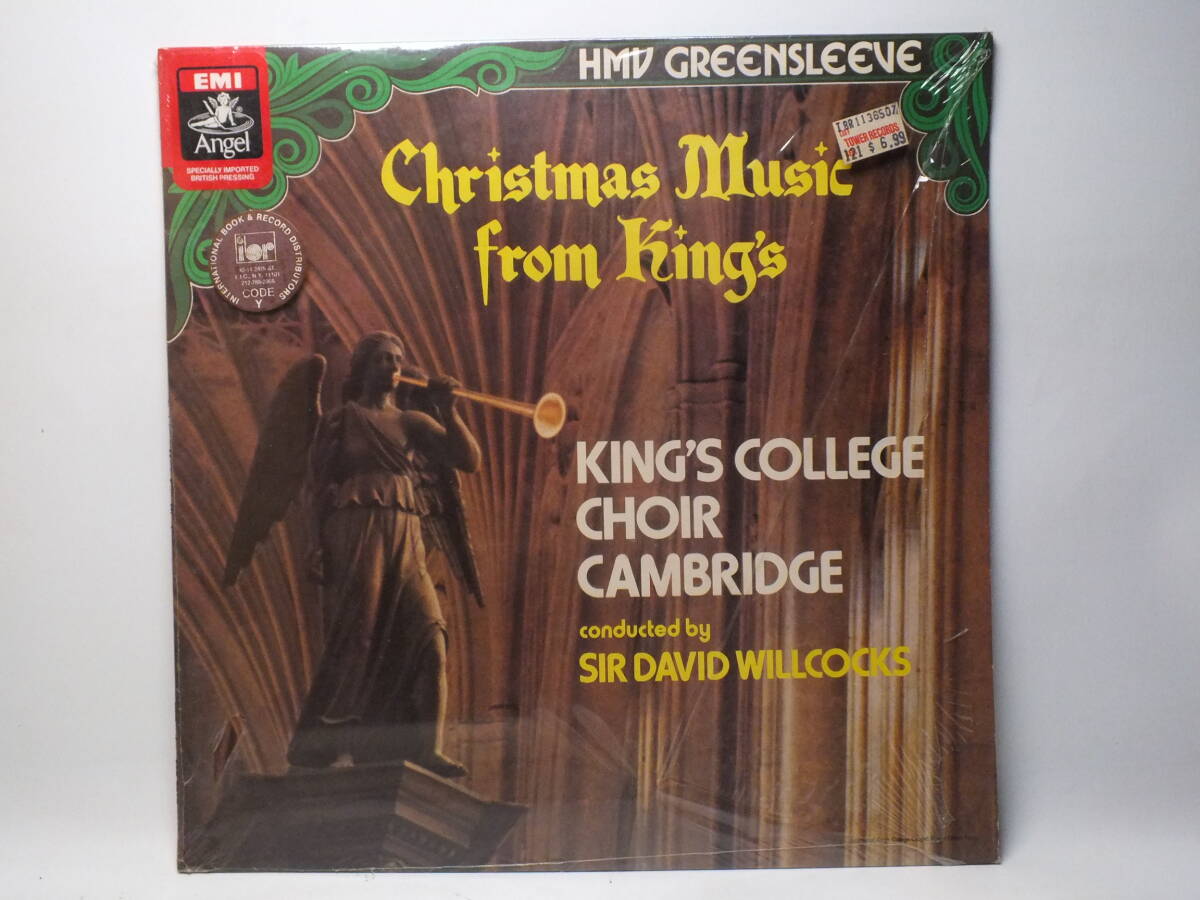 HMV GREENSLEEVE
EMI
Angel
SPECIALLY IMPORTED
BRITISH PRESSING
TOWER RECORDS
121 $ 6.99
Christmas Music
from King's
INTERNATIONAL BOOK & RECORD DISTRIBUTORS
CODE
Y
KING'S COLLEGE
CHOIR
CAMBRIDGE
conducted by
SIR DAVID WILLCOCKS